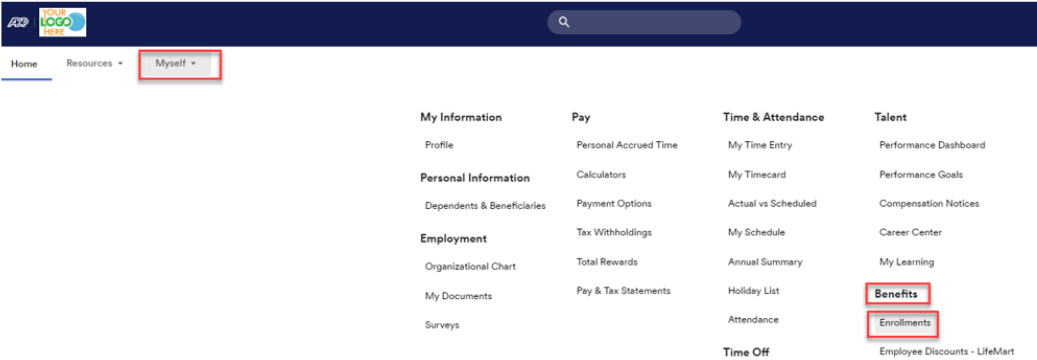 ADP
YOUR
LOGO
HERE
Home
Resources
Myself
My Information
Profile
Personal Information
Dependents & Beneficiaries
Employment
Organizational Chart
My Documents
Surveys
Pay
Personal Accrued Time
Calculators
Payment Options
Tax Withholdings
Total Rewards
Pay & Tax Statements
Time & Attendance
My Time Entry
My Timecard
Actual vs Scheduled
My Schedule
Annual Summary
Holiday List
Attendance
Time Off
Talent
Performance Dashboard
Performance Goals
Compensation Notices
Career Center
My Learning
Benefits
Enrollments
Employee Discounts - LifeMart